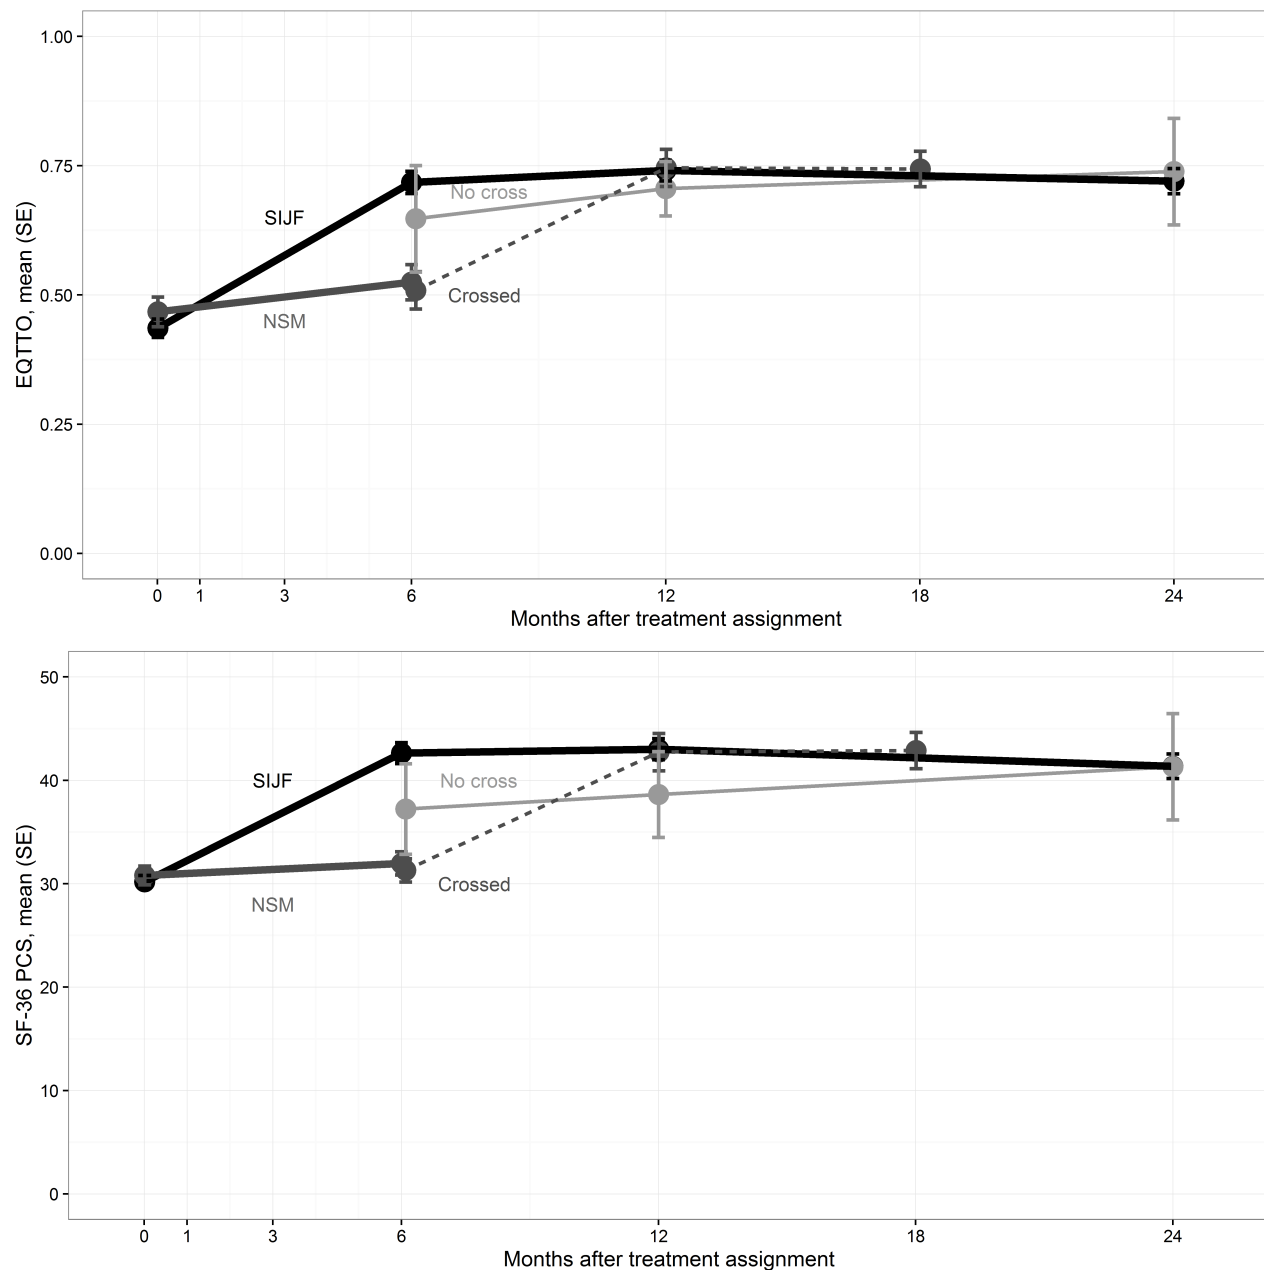 EQTTO, mean (SE)
1.00
0.75
0.50
0.25
0.00
SIJF
No cross
Crossed
NSM
0 1 3 6 12 18 24
Months after treatment assignment
SF-36 PCS, mean (SE)
50
40
30
20
10
0
SIJF
No cross
Crossed
NSM
0 1 3 6 12 18 24
Months after treatment assignment